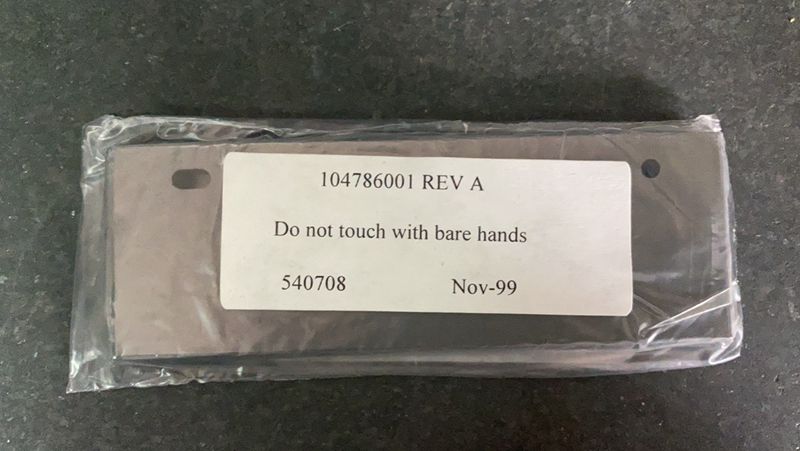 104786001 REV A
Do not touch with bare hands
540708 Nov-99